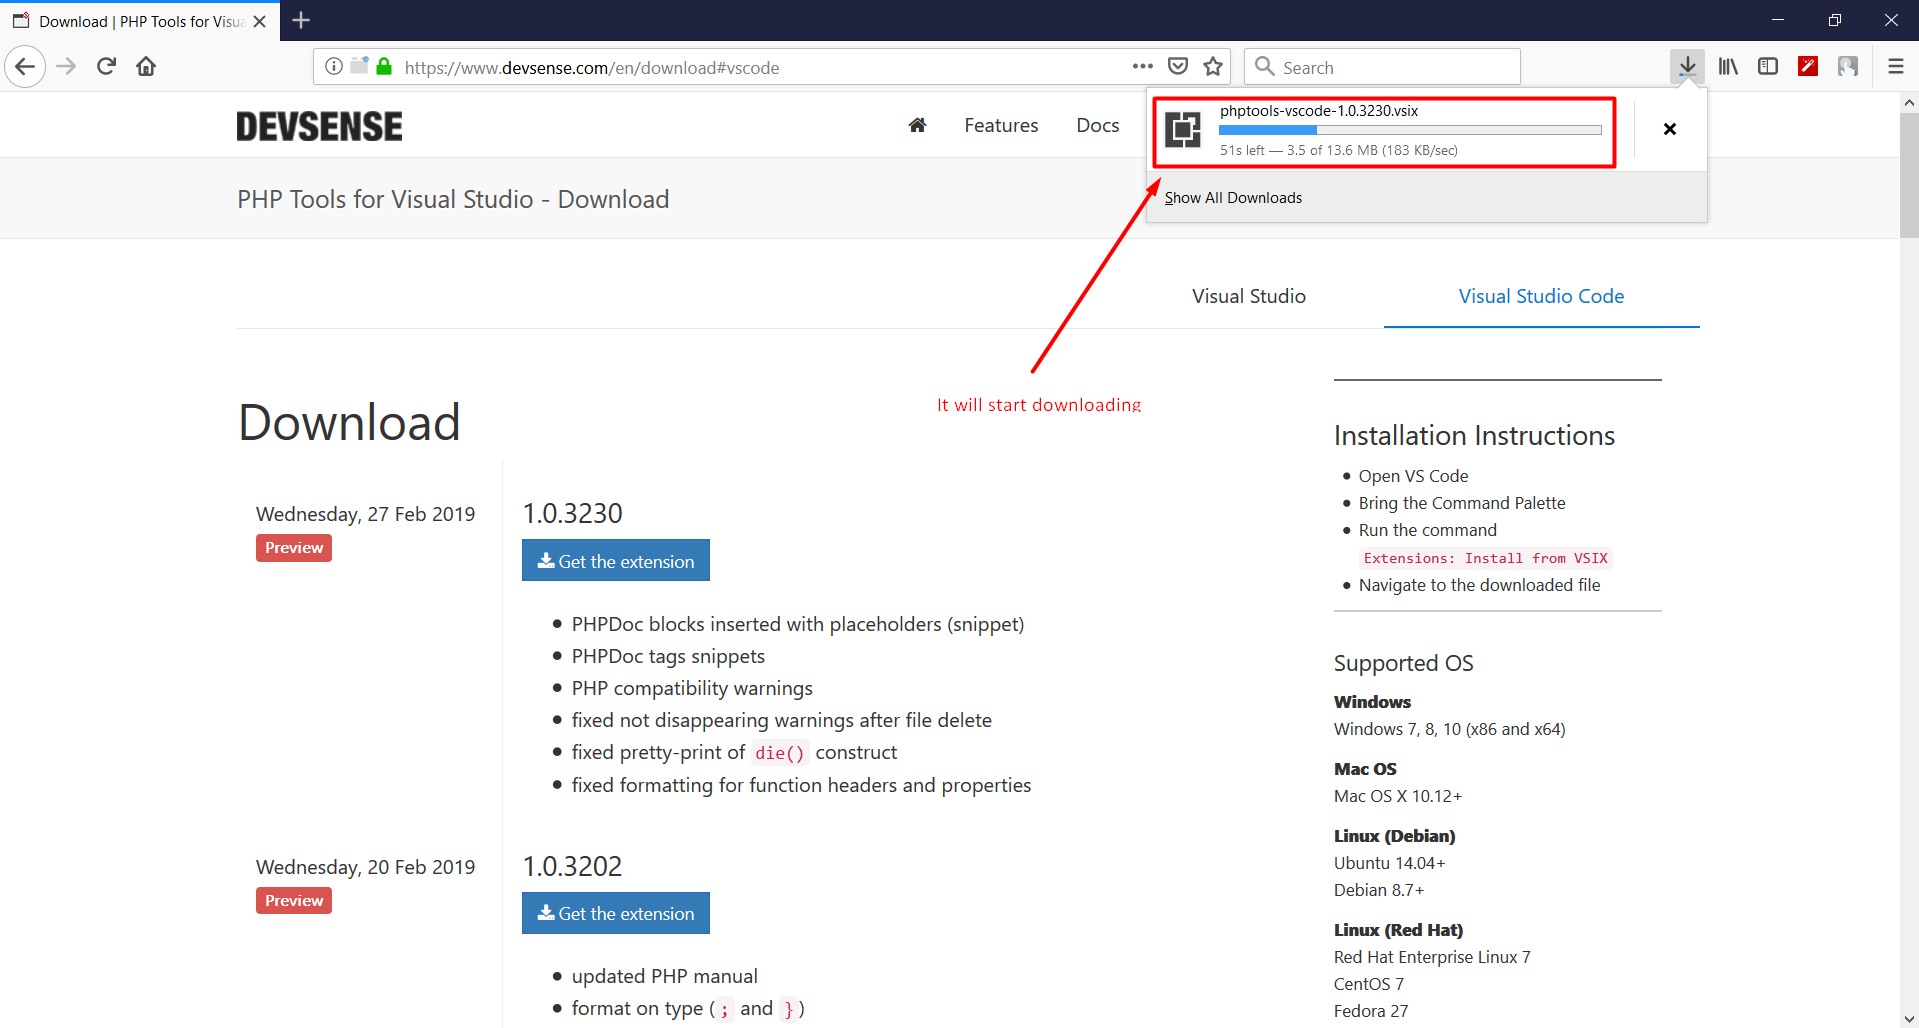 Download | PHP Tools for Visua
https://www.devsense.com/en/download#vscode
Search
DEVSENSE
Features
Docs
phptools-vscode-1.0.3230.vsix
51s left — 3.5 of 13.6 MB (183 KB/sec)
Show All Downloads
PHP Tools for Visual Studio - Download
Visual Studio
Visual Studio Code
It will start downloading
Download
Wednesday, 27 Feb 2019
Preview
1.0.3230
Get the extension
PHPDoc blocks inserted with placeholders (snippet)
PHPDoc tags snippets
PHP compatibility warnings
fixed not disappearing warnings after file delete
fixed pretty-print of die() construct
fixed formatting for function headers and properties
Wednesday, 20 Feb 2019
Preview
1.0.3202
Get the extension
updated PHP manual
format on type (; and })
Installation Instructions
Open VS Code
Bring the Command Palette
Run the command
Extensions: Install from VSIX
Navigate to the downloaded file
Supported OS
Windows
Windows 7, 8, 10 (x86 and x64)
Mac OS
Mac OS X 10.12+
Linux (Debian)
Ubuntu 14.04+
Debian 8.7+
Linux (Red Hat)
Red Hat Enterprise Linux 7
CentOS 7
Fedora 27